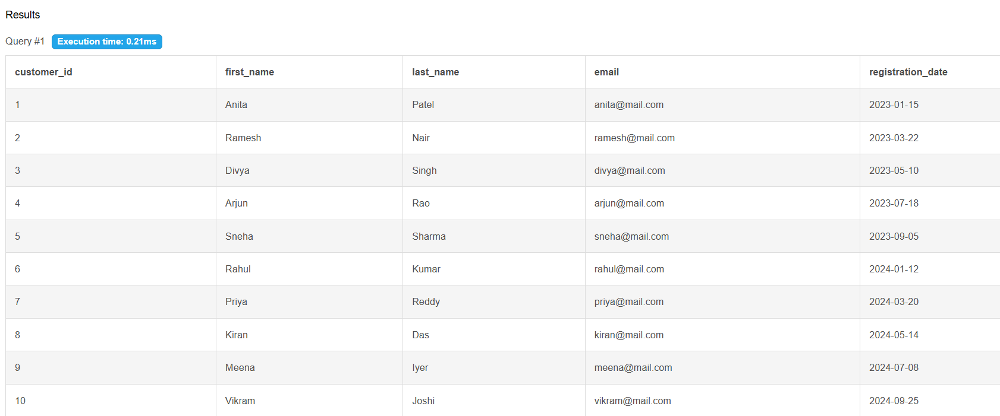 Results
Query #1 Execution time: 0.21ms
customer_id first_name last_name email registration_date
1 Anita Patel anita@mail.com 2023-01-15
2 Ramesh Nair ramesh@mail.com 2023-03-22
3 Divya Singh divya@mail.com 2023-05-10
4 Arjun Rao arjun@mail.com 2023-07-18
5 Sneha Sharma sneha@mail.com 2023-09-05
6 Rahul Kumar rahul@mail.com 2024-01-12
7 Priya Reddy priya@mail.com 2024-03-20
8 Kiran Das kiran@mail.com 2024-05-14
9 Meena Iyer meena@mail.com 2024-07-08
10 Vikram Joshi vikram@mail.com 2024-09-25